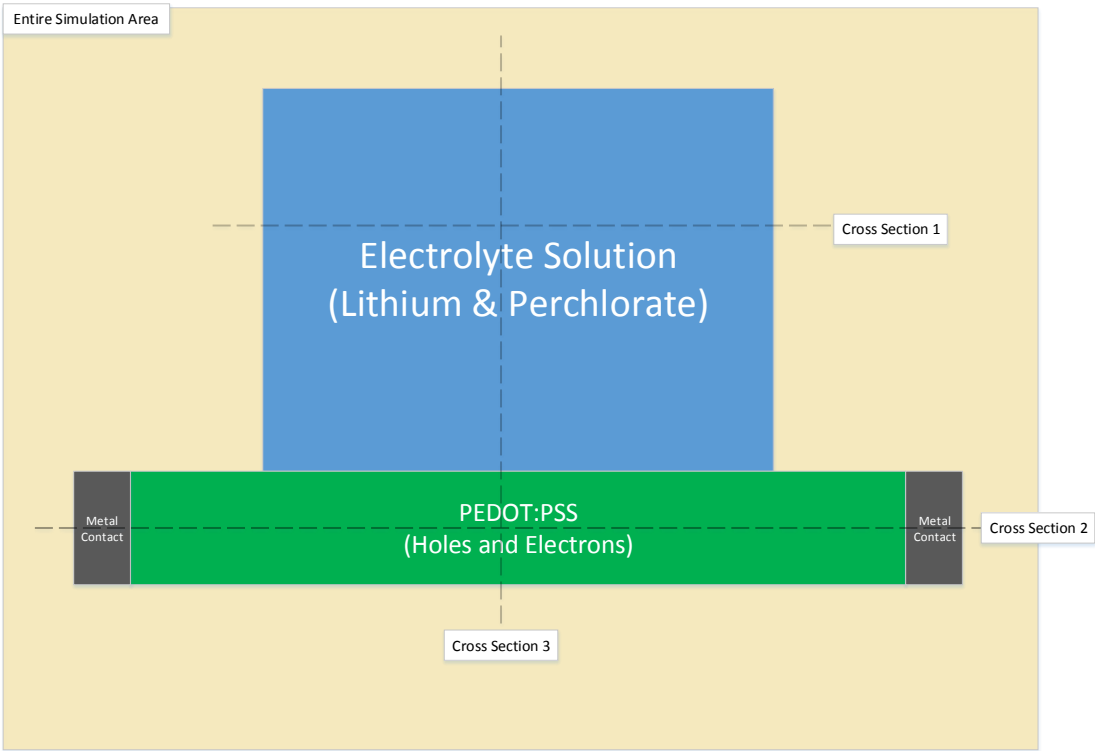 Entire Simulation Area
Cross Section 1
Electrolyte Solution
(Lithium & Perchlorate)
Metal
Contact
PEDOT:PSS
(Holes and Electrons)
Metal
Contact
Cross Section 2
Cross Section 3